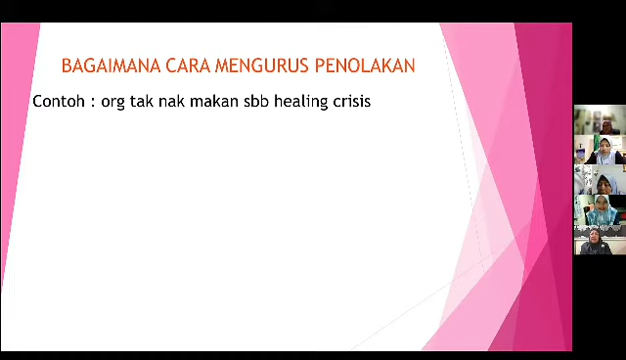 BAGAIMANA CARA MENGURUS PENOLAKAN
Contoh : org tak nak makan sbb healing crisis